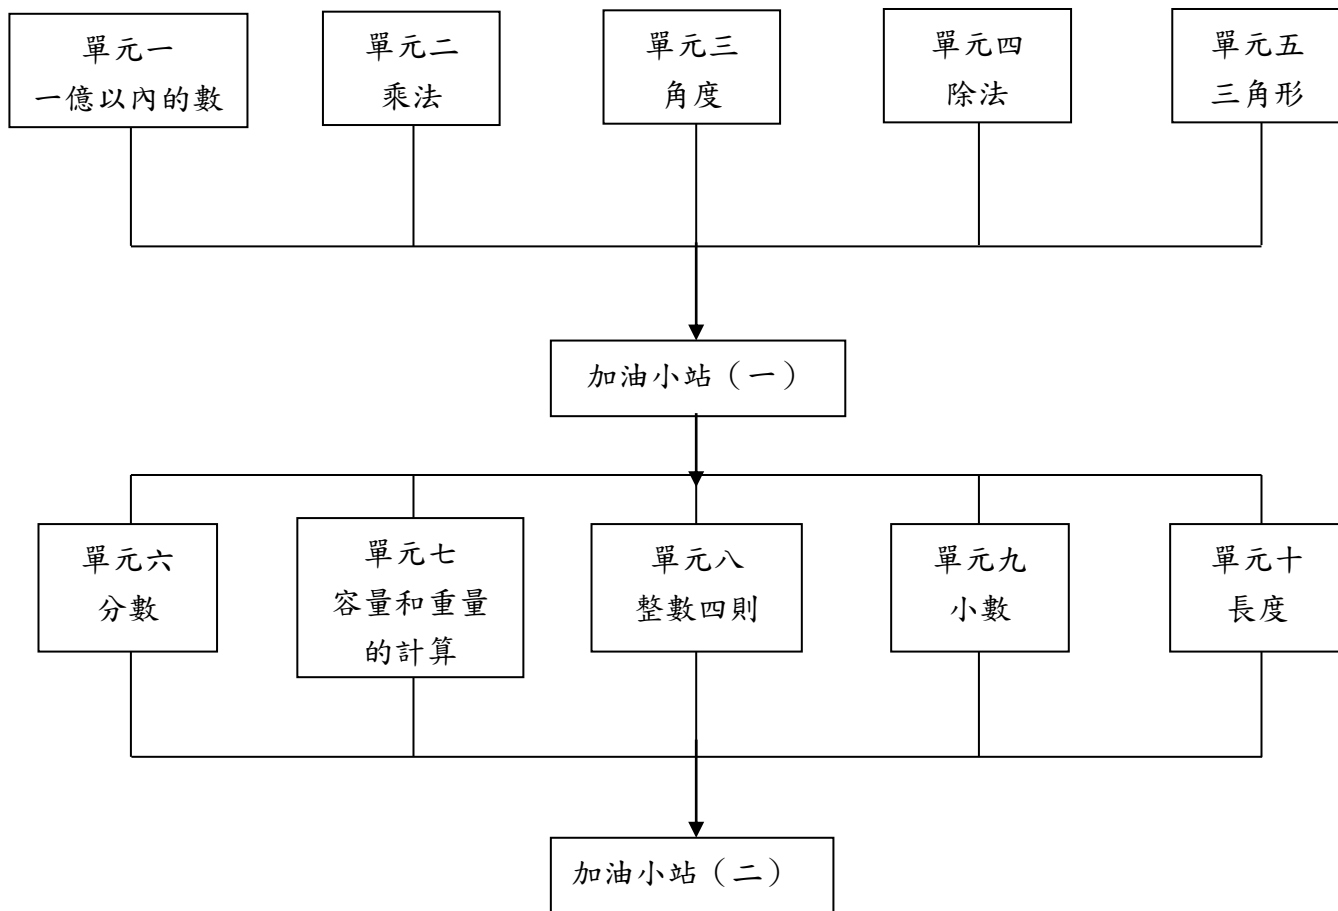 單元一
一億以內的數
單元二
乘法
單元三
角度
單元四
除法
單元五
三角形
加油小站（一）
單元六
分數
單元七
容量和重量
的計算
單元八
整數四則
單元九
小數
單元十
長度
加油小站（二）